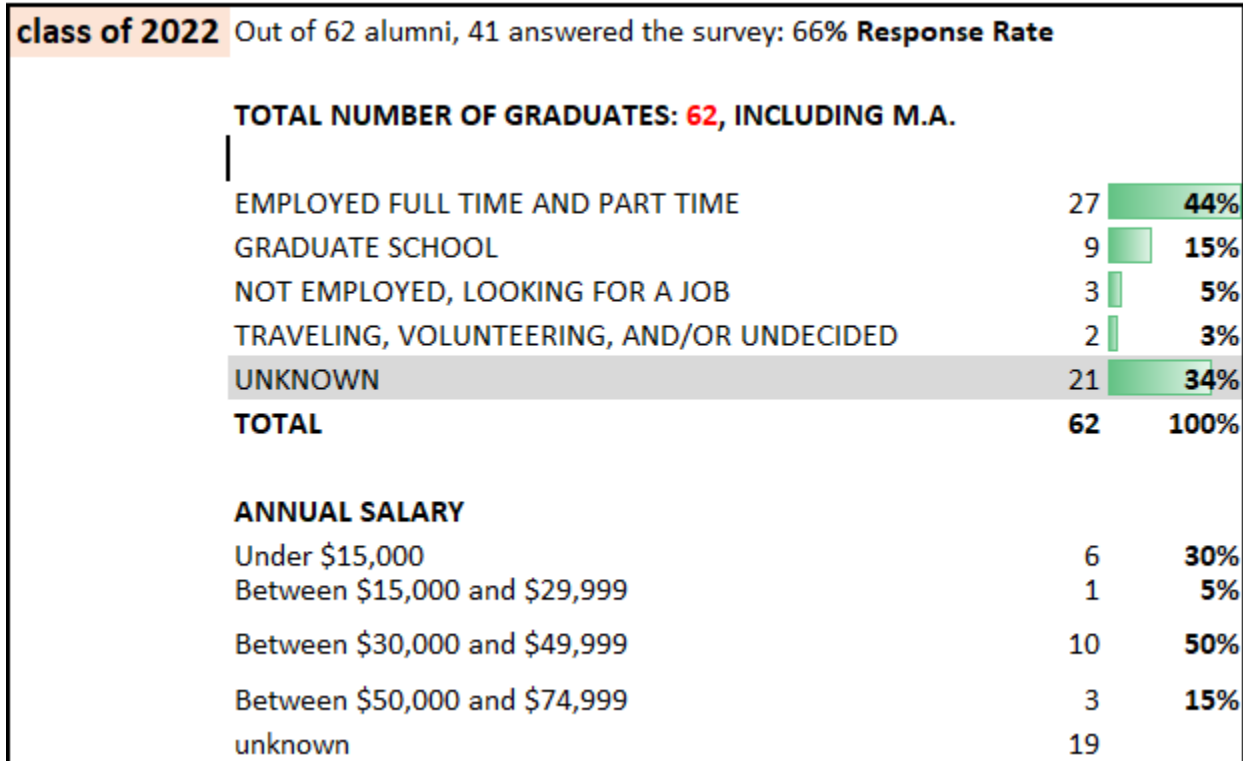 class of 2022 Out of 62 alumni, 41 answered the survey: 66% Response Rate
TOTAL NUMBER OF GRADUATES: 62, INCLUDING M.A.
EMPLOYED FULL TIME AND PART TIME 27 44%
GRADUATE SCHOOL 9 15%
NOT EMPLOYED, LOOKING FOR A JOB 3 5%
TRAVELING, VOLUNTEERING, AND/OR UNDECIDED 2 3%
UNKNOWN 21 34%
TOTAL 62 100%
ANNUAL SALARY
Under $15,000 6 30%
Between $15,000 and $29,999 1 5%
Between $30,000 and $49,999 10 50%
Between $50,000 and $74,999 3 15%
unknown 19